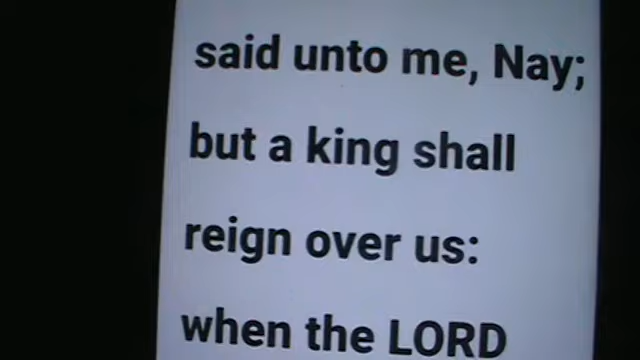 said unto me, Nay;
but a king shall
reign over us:
when the LORD